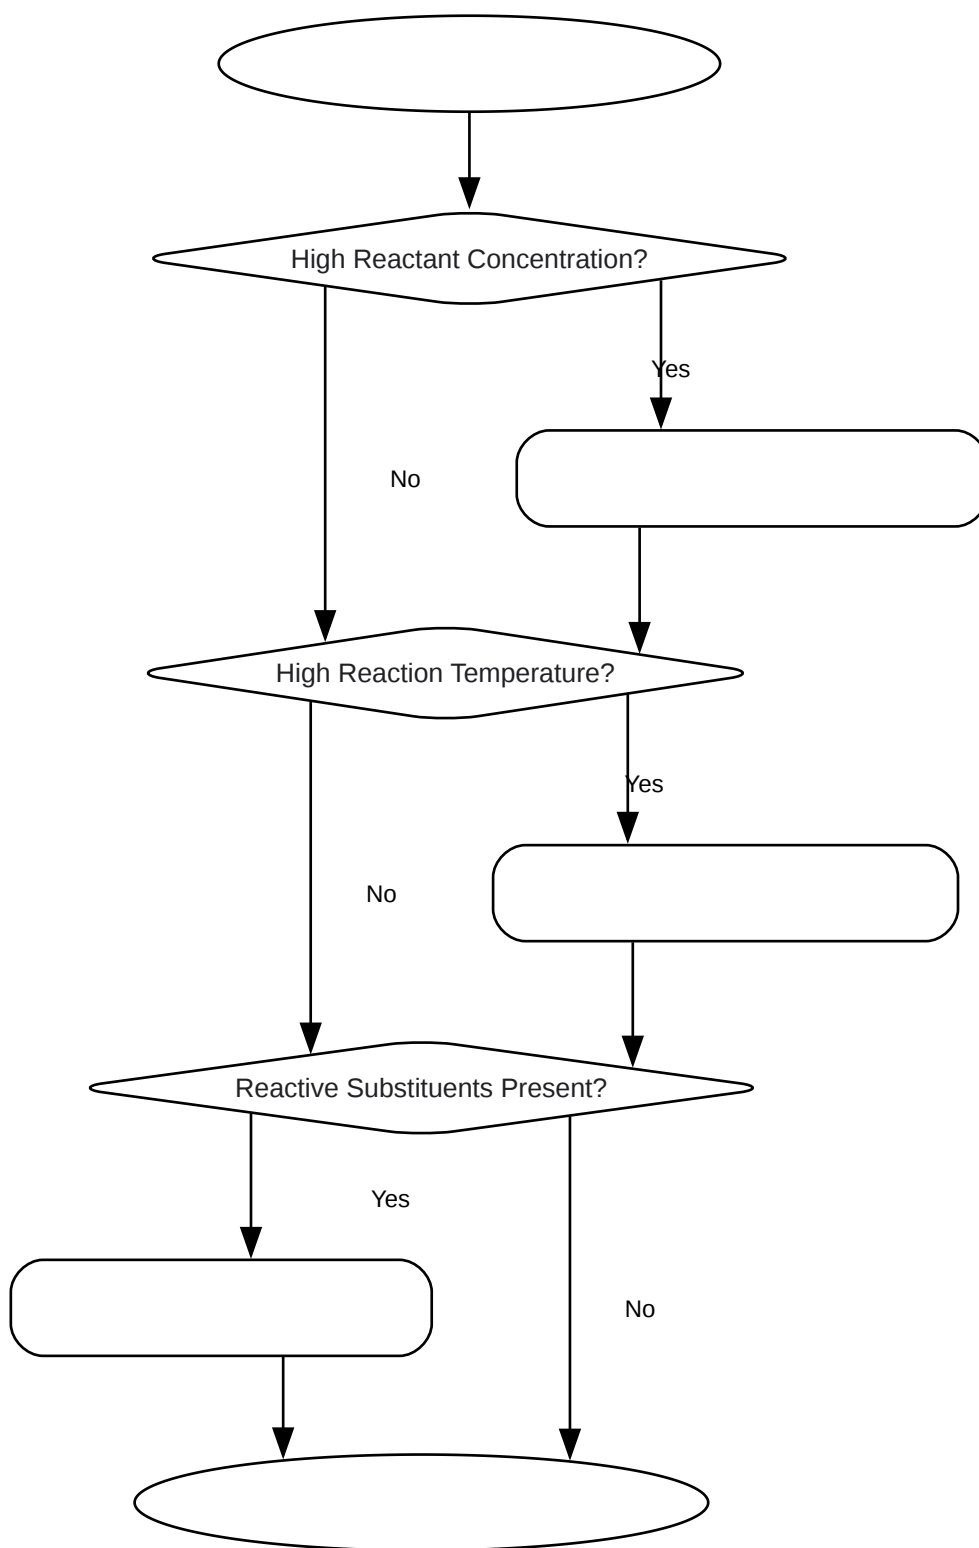 High Reactant Concentration?
Yes
No
High Reaction Temperature?
Yes
No
Reactive Substituents Present?
Yes
No